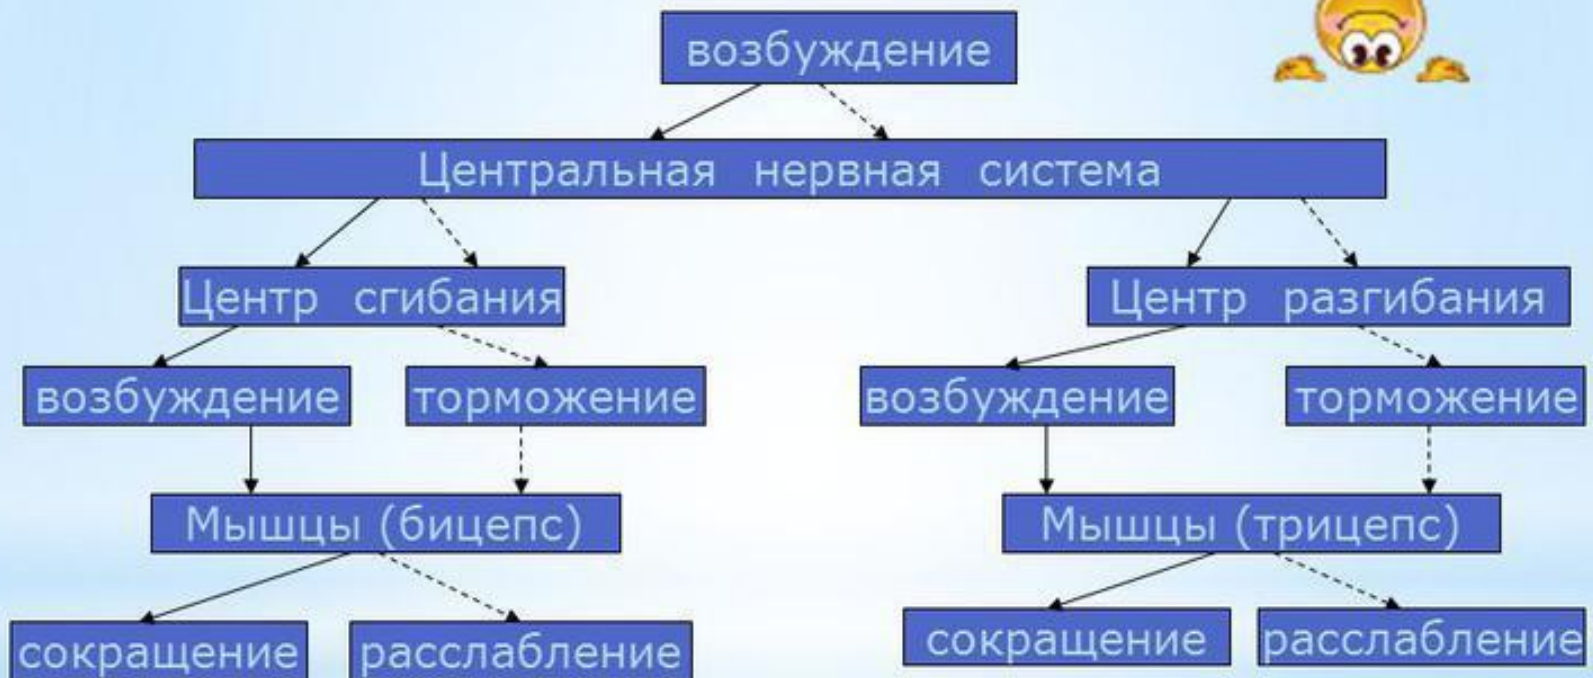 возбуждение
Центральная нервная система
Центр сгибания
Центр разгибания
возбуждение
торможение
возбуждение
торможение
Мышцы (бицепс)
Мышцы (трицепс)
сокращение
расслабление
сокращение
расслабление